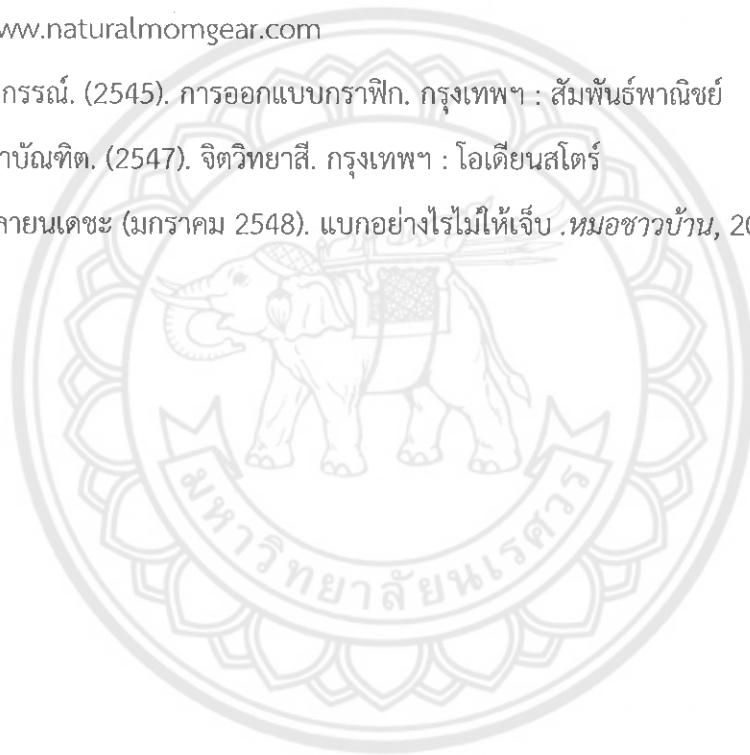 ww.naturalmomgear.com
กรรณ์. (2545). การออกแบบกราฟิก. กรุงเทพฯ : สัมพันธ์พาณิชย์
าบัณฑิต. (2547). จิตวิทยาสี. กรุงเทพฯ : โอเดียนสโตร์
ลายนเดชะ (มกราคม 2548). แบกอย่างไรไม่ให้เจ็บ .หมอชาวบ้าน, 20
มหาวิทยาลัยนเรศวร